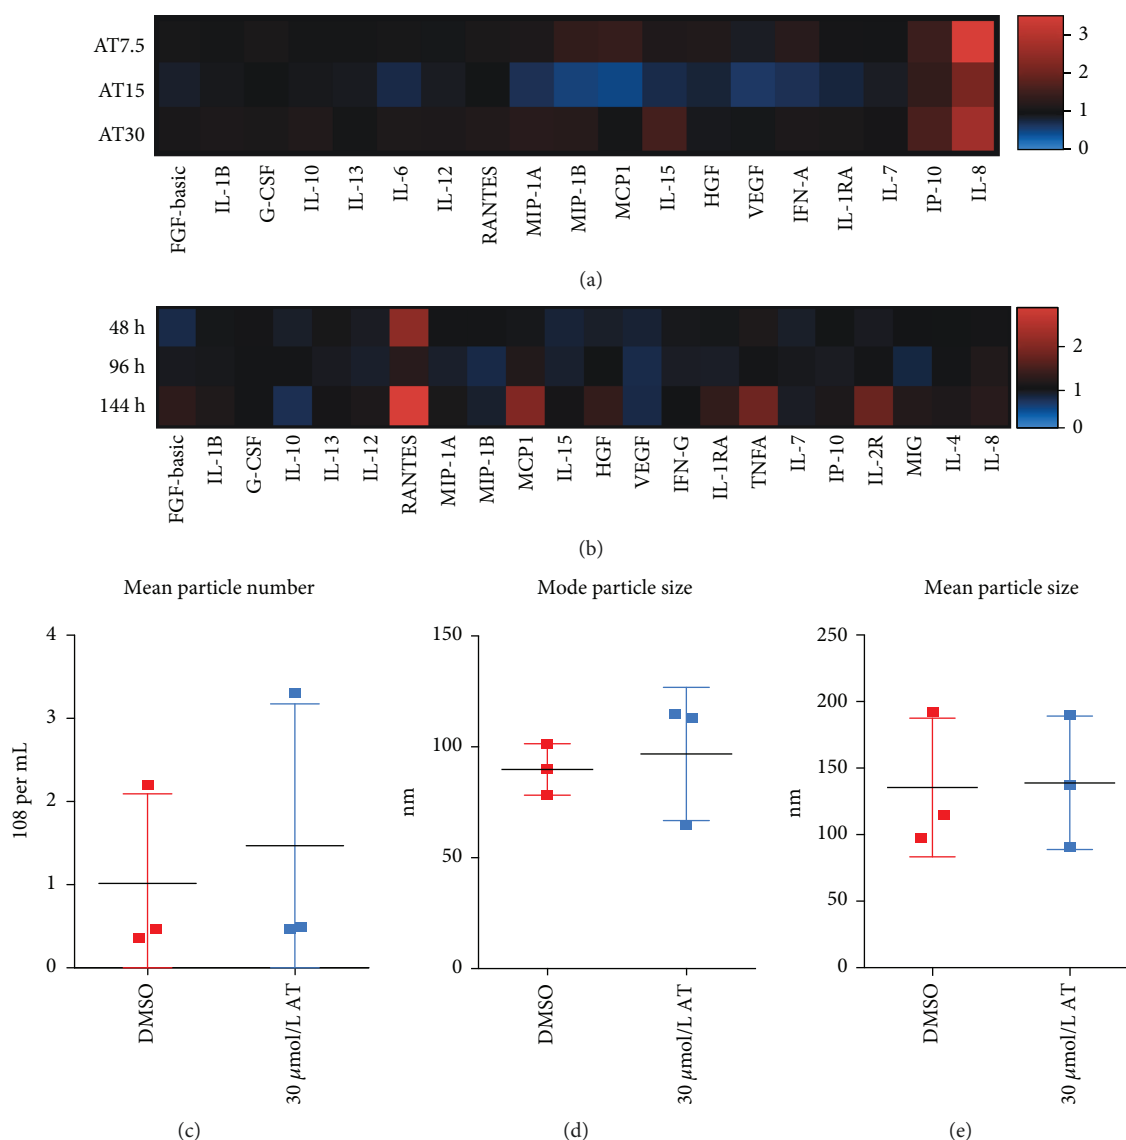 AT7.5
AT15
AT30
3
2
1
0
FGF-basic
IL-1B
G-CSF
IL-10
IL-13
IL-6
IL-12
RANTES
MIP-1A
MIP-1B
MCP1
IL-15
HGF
VEGF
IFN-A
IL-1RA
IL-7
IP-10
IL-8
(a)
48 h
96 h
144 h
2
1
0
FGF-basic
IL-1B
G-CSF
IL-10
IL-13
IL-12
RANTES
MIP-1A
MIP-1B
MCP1
IL-15
HGF
VEGF
IFN-G
IL-1RA
TNFA
IL-7
IP-10
IL-2R
MIG
IL-4
IL-8
(b)
Mean particle number
4
3
2
1
0
108 per mL
DMSO
30 µmol/L AT
(c)
Mode particle size
150
100
50
0
nm
DMSO
30 µmol/L AT
(d)
Mean particle size
250
200
150
100
50
0
nm
DMSO
30 µmol/L AT
(e)